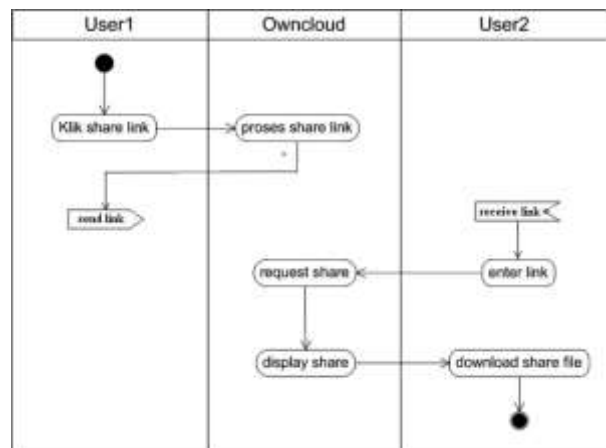 User1
Owncloud
User2
Klik share link
proses share link
send link
receive link
request share
enter link
display share
download share file